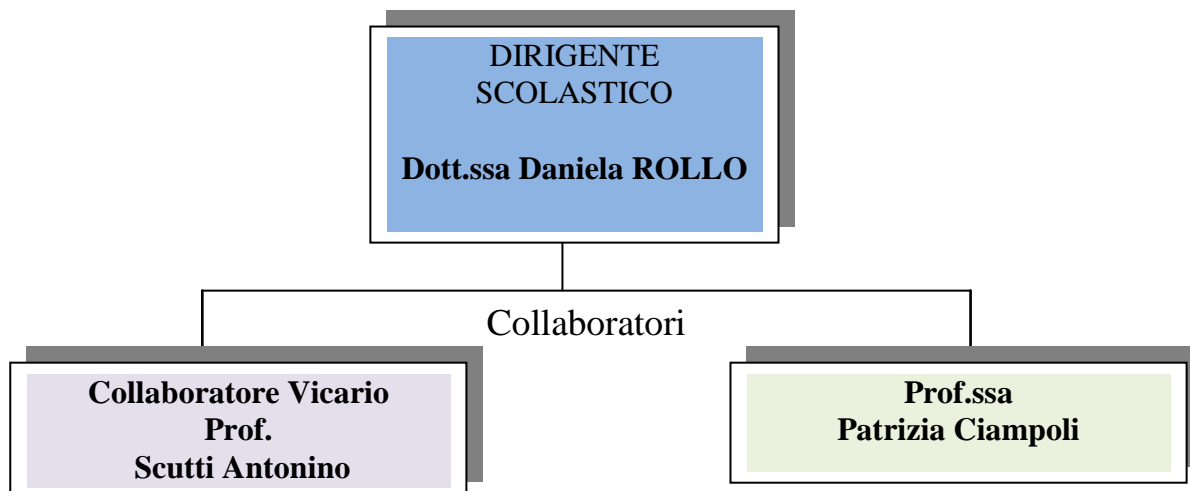 DIRIGENTE
SCOLASTICO
Dott.ssa Daniela ROLLO
Collaboratori
Collaboratore Vicario
Prof.
Scutti Antonino
Prof.ssa
Patrizia Ciampoli